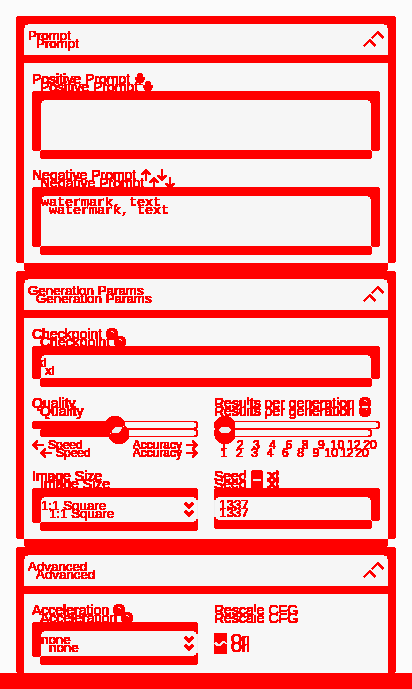 Prompt
Positive Prompt
Negative Prompt
watermark, text
Generation Params
Checkpoint
xl
Quality
Results per generation
Speed Accuracy
1 2 3 4 6 8 9 10 12 20
Image Size
Seed
1:1 Square
1337
Advanced
Acceleration
Rescale CFG
none
On